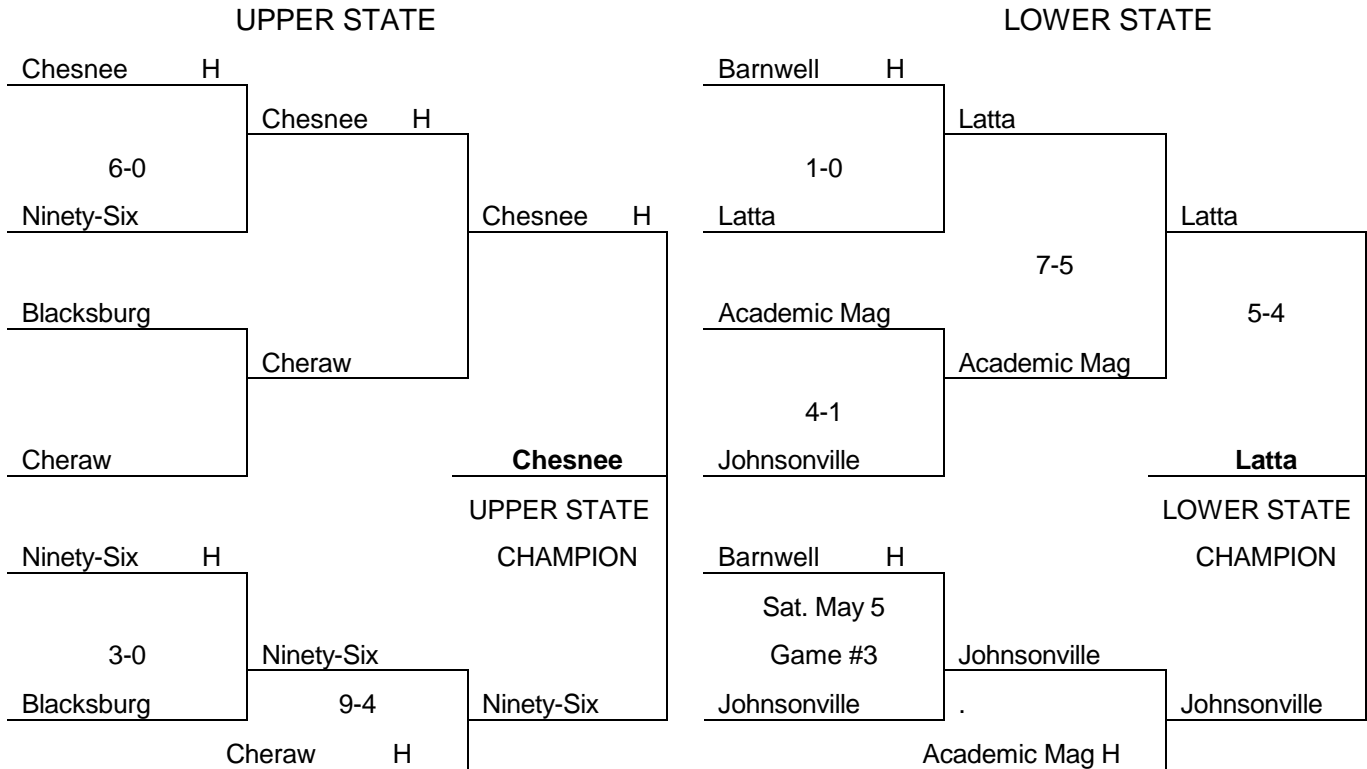 UPPER STATE LOWER STATE
Chesnee H Barnwell H
Chesnee H Latta
6-0 1-0
Ninety-Six Chesnee H Latta Latta
7-5
Blacksburg Academic Mag 5-4
Cheraw Academic Mag
4-1
Cheraw Chesnee Johnsonville Latta
UPPER STATE LOWER STATE
Ninety-Six H CHAMPION Barnwell H CHAMPION
Sat. May 5
3-0 Ninety-Six Game #3 Johnsonville
Blacksburg 9-4 Ninety-Six Johnsonville . Johnsonville
Cheraw H Academic Mag H